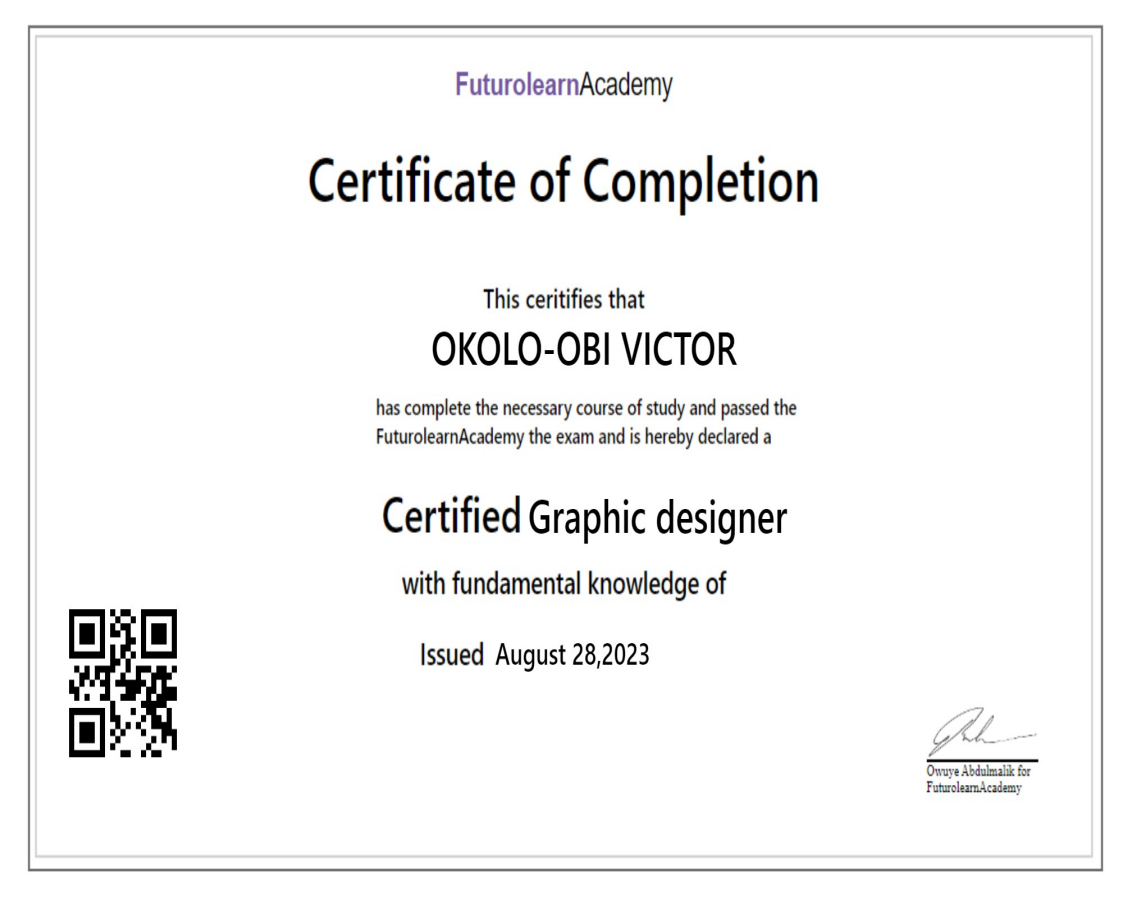 FuturolearnAcademy
Certificate of Completion
This ceritifies that
OKOLO-OBI VICTOR
has complete the necessary course of study and passed the
FuturolearnAcademy the exam and is hereby declared a
Certified Graphic designer
with fundamental knowledge of
Issued August 28,2023
Owuye Abdulmalik for
FuturolearnAcademy